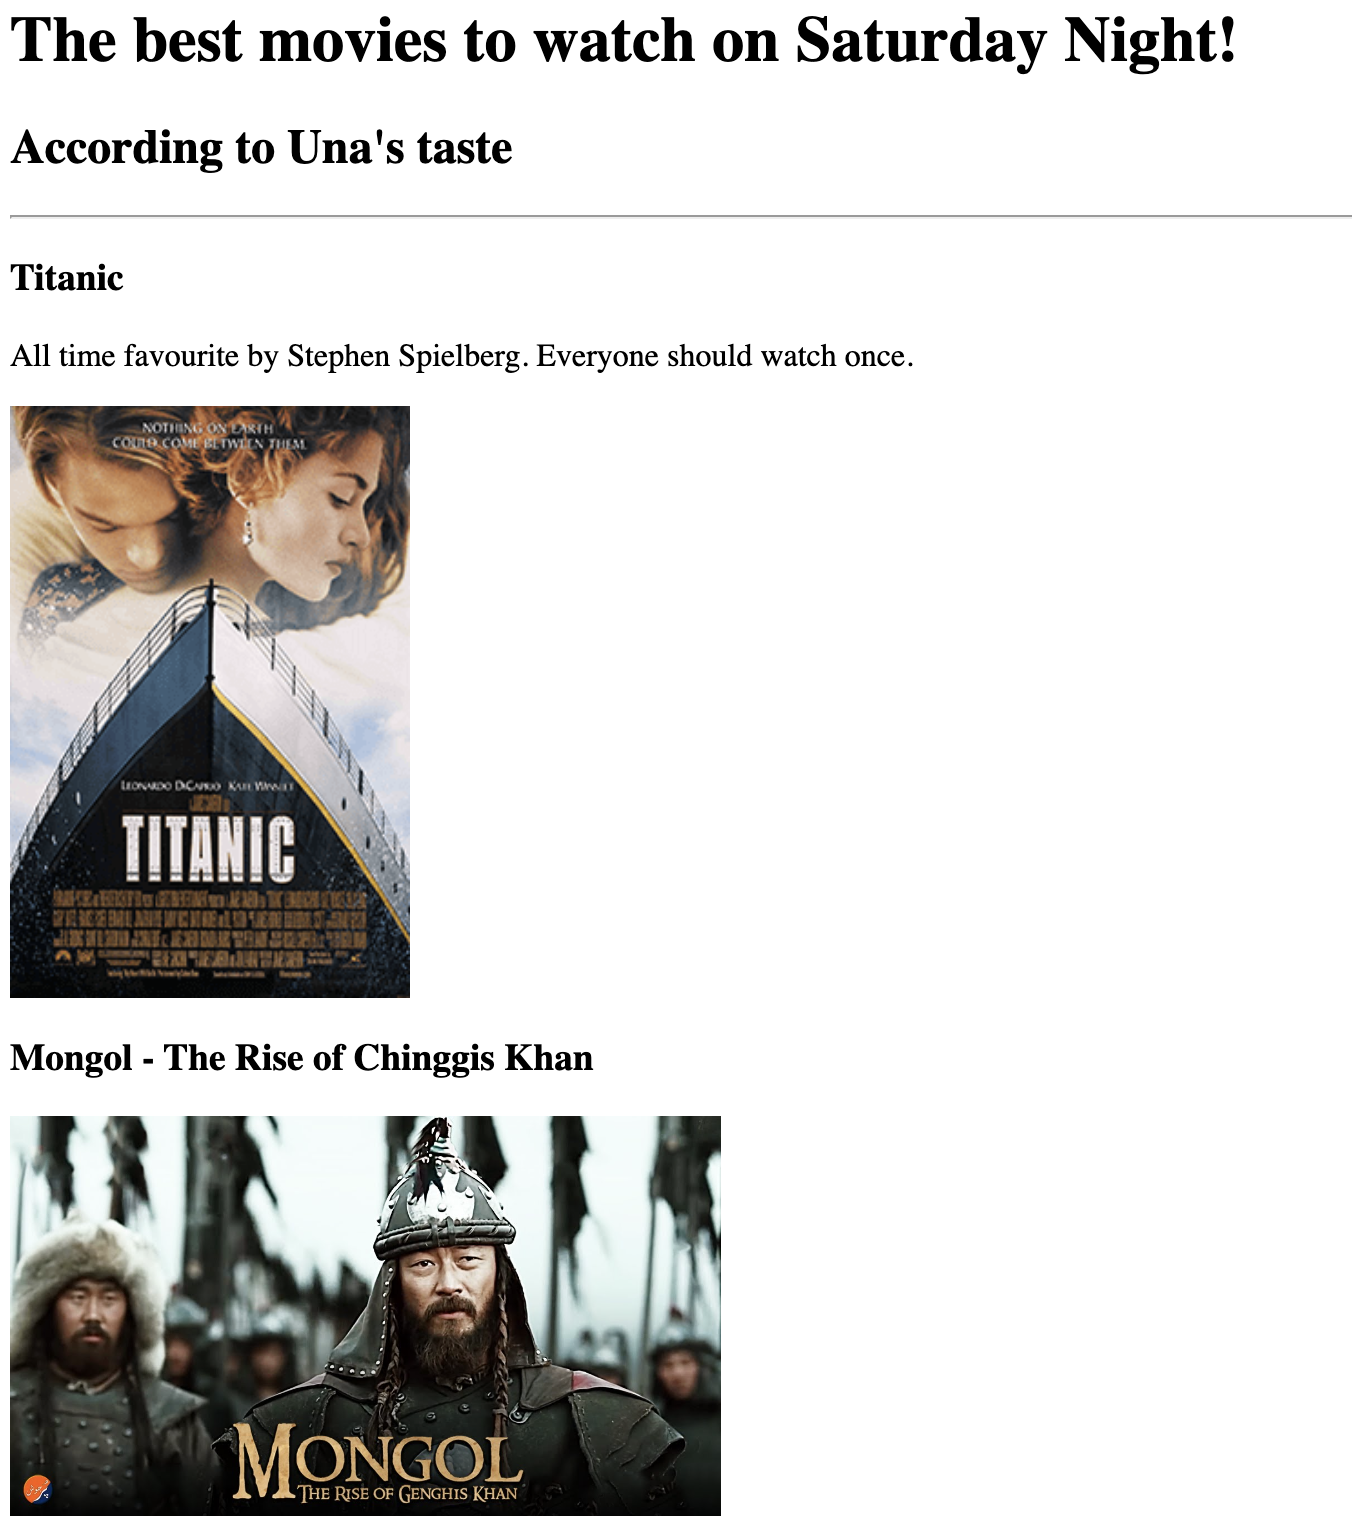 The best movies to watch on Saturday Night!
According to Una's taste
Titanic
All time favourite by Stephen Spielberg. Everyone should watch once.
NOTHING ON EARTH
COULD COME BETWEEN THEM.
LEONARDO DICAPRIO KATE WINSLET
TITANIC
Mongol - The Rise of Chinggis Khan
MONGOL
THE RISE OF GENGHIS KHAN